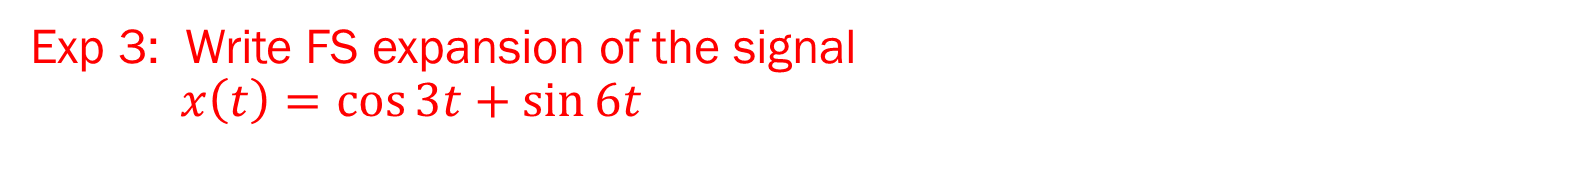 Exp 3: Write FS expansion of the signal
x(t) = cos 3t + sin 6t